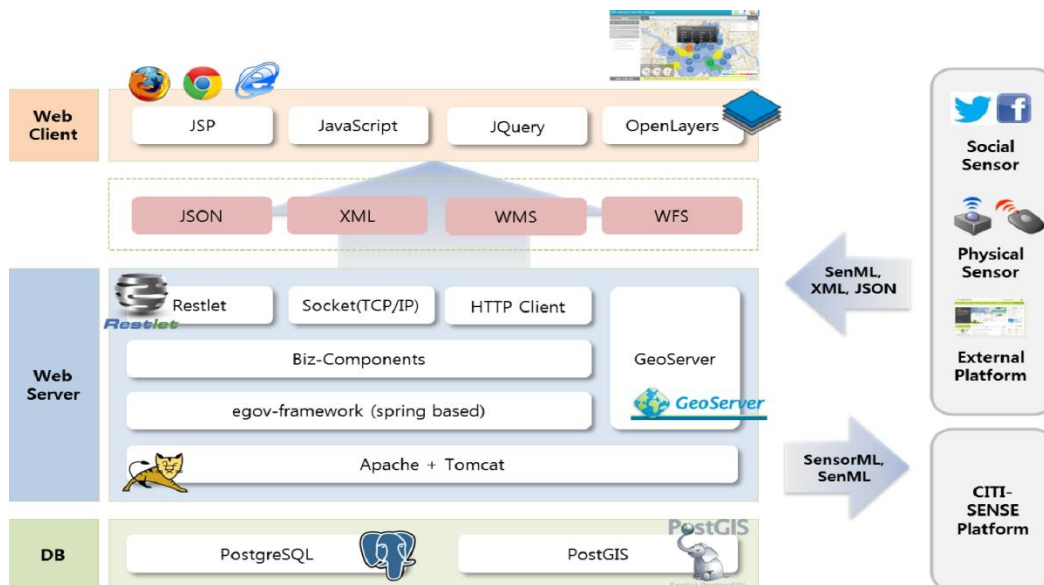 Web
Client
JSP
JavaScript
JQuery
OpenLayers
JSON
XML
WMS
WFS
Web
Server
Restlet
Restlet
Socket(TCP/IP)
HTTP Client
Biz-Components
GeoServer
egov-framework (spring based)
GeoServer
Apache + Tomcat
DB
PostgreSQL
PostGIS
PostGIS
Social
Sensor
Physical
Sensor
External
Platform
SenML,
XML, JSON
SensorML,
SenML
CITI-
SENSE
Platform